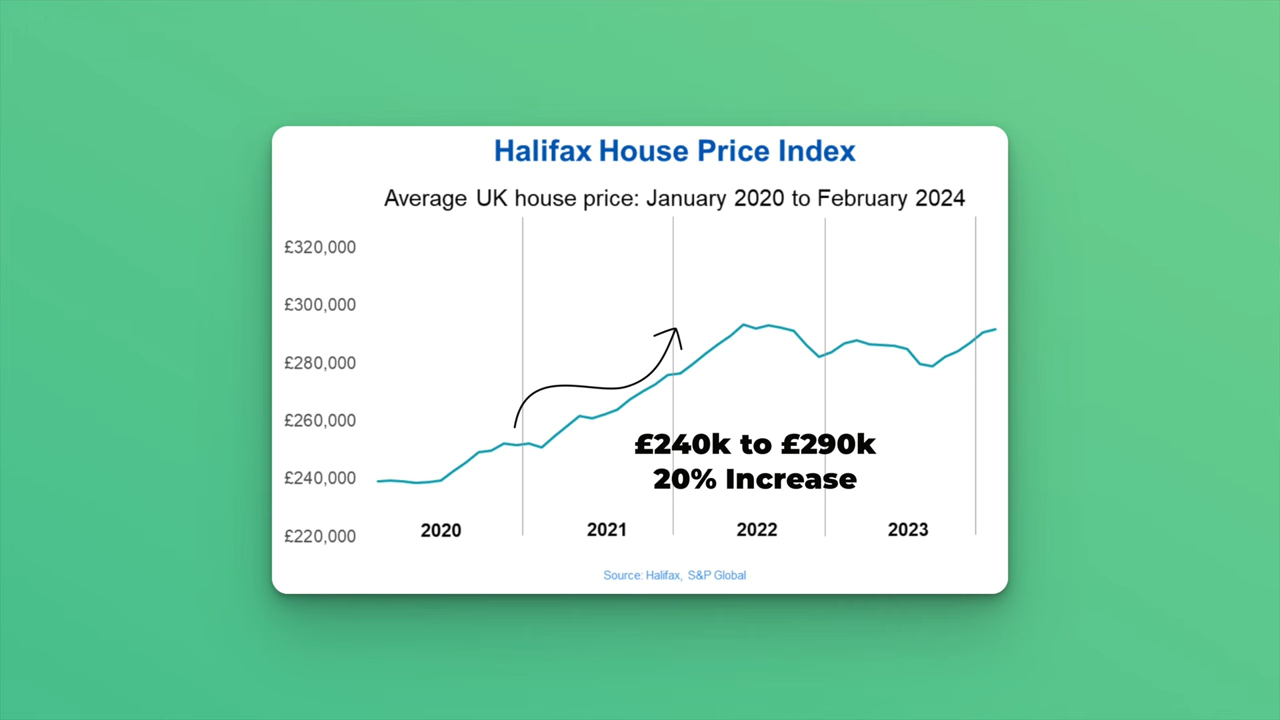 Halifax House Price Index
Average UK house price: January 2020 to February 2024
£320,000
£300,000
£280,000
£260,000
£240,000
£220,000
£240k to £290k
20% Increase
2020
2021
2022
2023
Source: Halifax, S&P Global